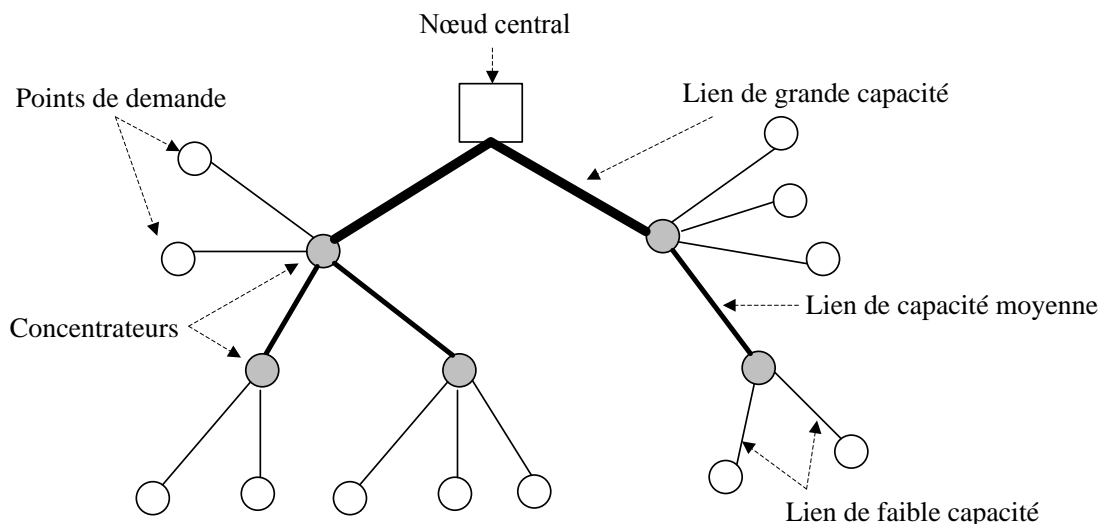 Nœud central
Points de demande
Lien de grande capacité
Lien de capacité moyenne
Concentrateurs
Lien de faible capacité